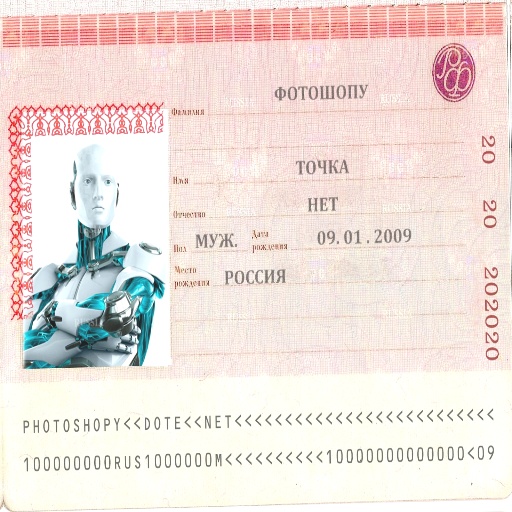 ФОТОШОПУ
Фамилия
ТОЧКА
Имя
НЕТ
Отчество
Пол МУЖ. Дата рождения 09.01.2009
Место рождения РОССИЯ
20 20 202020
PHOTOSHOPY<<DOTE<<NET<<<<<<<<<<<<<<<<<<<<<<<<<<
100000000RUS1000000M<<<<<<<<<<10000000000000<09